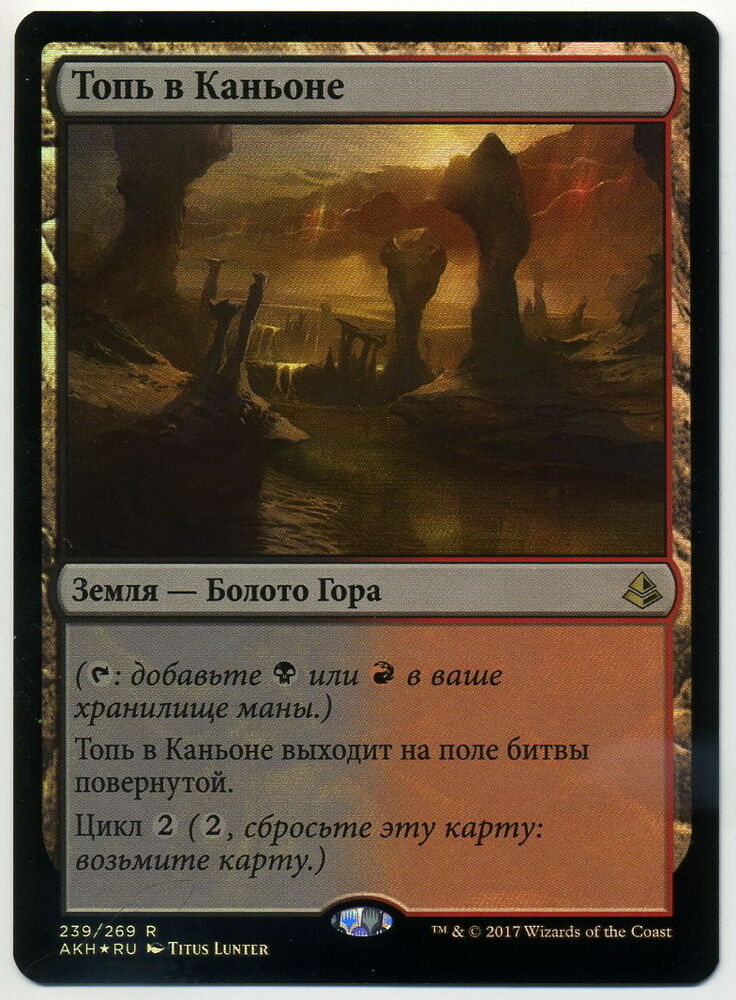 Топь в Каньоне
Земля — Болото Гора
(: добавьте или в ваше
хранилище маны.)
Топь в Каньоне выходит на поле битвы
повернутой.
Цикл 2 (2, сбросьте эту карту:
возьмите карту.)
239/269 R
AKH★RU Titus Lunter
™ & © 2017 Wizards of the Coast